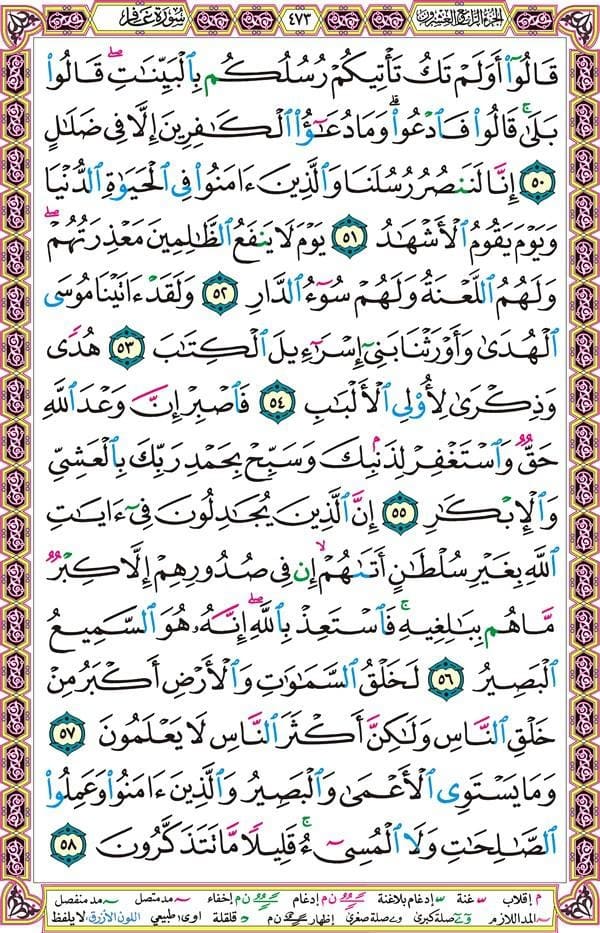 الجزء الرابع والعشرون ٤٧٣ سورة غافر
قَالُوٓا۟ أَوَلَمْ تَكُ تَأْتِيكُمْ رُسُلُكُم بِٱلْبَيِّنَٰتِ ۖ قَالُوا۟
بَلَىٰ ۚ قَالُوا۟ فَٱدْعُوا۟ ۗ وَمَا دُعَٰٓؤُا۟ ٱلْكَٰفِرِينَ إِلَّا فِى ضَلَٰلٍ
٥٠ إِنَّا لَنَنصُرُ رُسُلَنَا وَٱلَّذِينَ ءَامَنُوا۟ فِى ٱلْحَيَوٰةِ ٱلدُّنْيَا
وَيَوْمَ يَقُومُ ٱلْأَشْهَٰدُ ٥١ يَوْمَ لَا يَنفَعُ ٱلظَّٰلِمِينَ مَعْذِرَتُهُمْ ۖ
وَلَهُمُ ٱللَّعْنَةُ وَلَهُمْ سُوٓءُ ٱلدَّارِ ٥٢ وَلَقَدْ ءَاتَيْنَا مُوسَى
ٱلْهُدَىٰ وَأَوْرَثْنَا بَنِىٓ إِسْرَٰٓءِيلَ ٱلْكِتَٰبَ ٥٣ هُدًى
وَذِكْرَىٰ لِأُو۟لِى ٱلْأَلْبَٰبِ ٥٤ فَٱصْبِرْ إِنَّ وَعْدَ ٱللَّهِ
حَقٌّ وَٱسْتَغْفِرْ لِذَنۢبِكَ وَسَبِّحْ بِحَمْدِ رَبِّكَ بِٱلْعَشِىِّ
وَٱلْإِبْكَٰرِ ٥٥ إِنَّ ٱلَّذِينَ يُجَٰدِلُونَ فِىٓ ءَايَٰتِ
ٱللَّهِ بِغَيْرِ سُلْطَٰنٍ أَتَىٰهُمْ ۙ إِن فِى صُدُورِهِمْ إِلَّا كِبْرٌ
مَّا هُم بِبَٰلِغِيهِ ۚ فَٱسْتَعِذْ بِٱللَّهِ ۖ إِنَّهُۥ هُوَ ٱلسَّمِيعُ
ٱلْبَصِيرُ ٥٦ لَخَلْقُ ٱلسَّمَٰوَٰتِ وَٱلْأَرْضِ أَكْبَرُ مِنْ
خَلْقِ ٱلنَّاسِ وَلَٰكِنَّ أَكْثَرَ ٱلنَّاسِ لَا يَعْلَمُونَ ٥٧
وَمَا يَسْتَوِى ٱلْأَعْمَىٰ وَٱلْبَصِيرُ وَٱلَّذِينَ ءَامَنُوا۟ وَعَمِلُوا۟
ٱلصَّٰلِحَٰتِ وَلَا ٱلْمُسِىٓءُ ۚ قَلِيلًا مَّا تَتَذَكَّرُونَ ٥٨
م إقلاب غنة إدغام بلاغنة ن م إدغام ن م إخفاء مد متصل مد منفصل
المد اللازم صلة كبرى صلة صغرى إظهار ن م قلقلة اوى؛ طبيعي اللون الأزرق. لا يلفظ